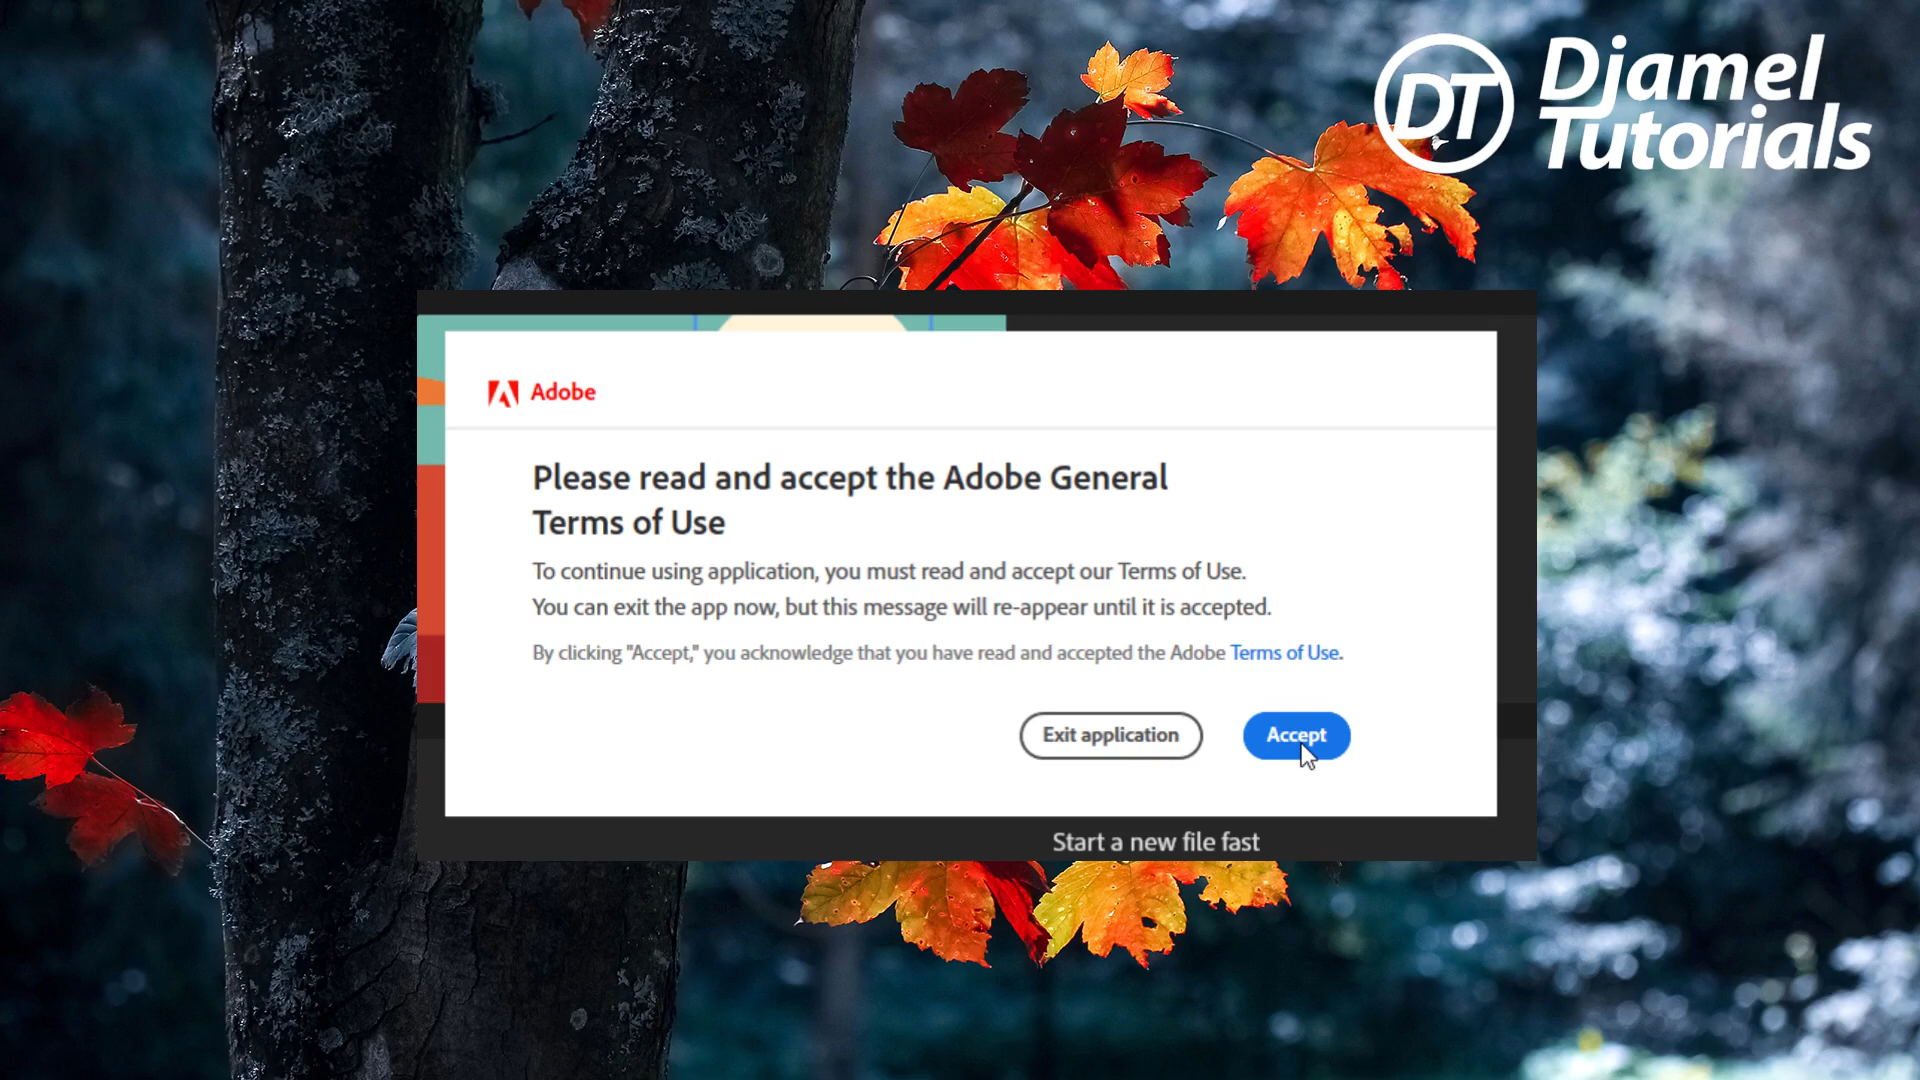 DT
Djamel
Tutorials
Adobe
Please read and accept the Adobe General
Terms of Use
To continue using application, you must read and accept our Terms of Use.
You can exit the app now, but this message will re-appear until it is accepted.
By clicking "Accept," you acknowledge that you have read and accepted the Adobe Terms of Use.
Exit application
Accept
Start a new file fast